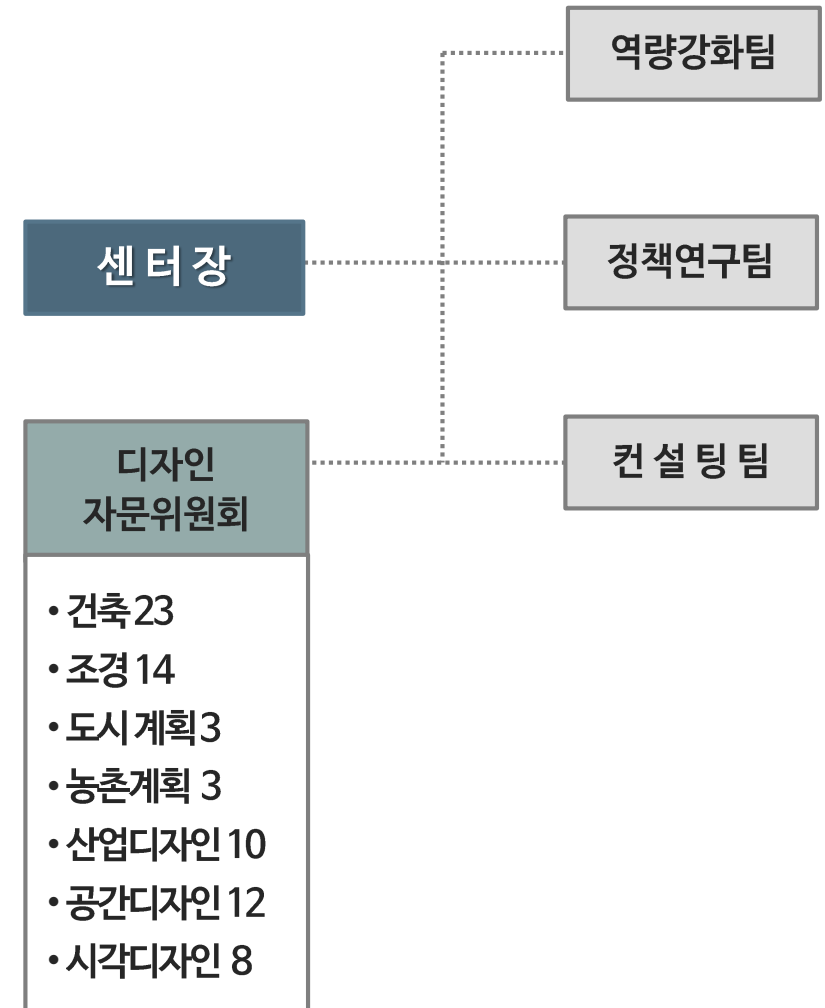 역량강화팀
센 터 장
정책연구팀
디자인
자문위원회
컨 설 팅 팀
• 건축 23
• 조경 14
• 도시 계획 3
• 농촌계획 3
• 산업디자인 10
• 공간디자인 12
• 시각디자인 8